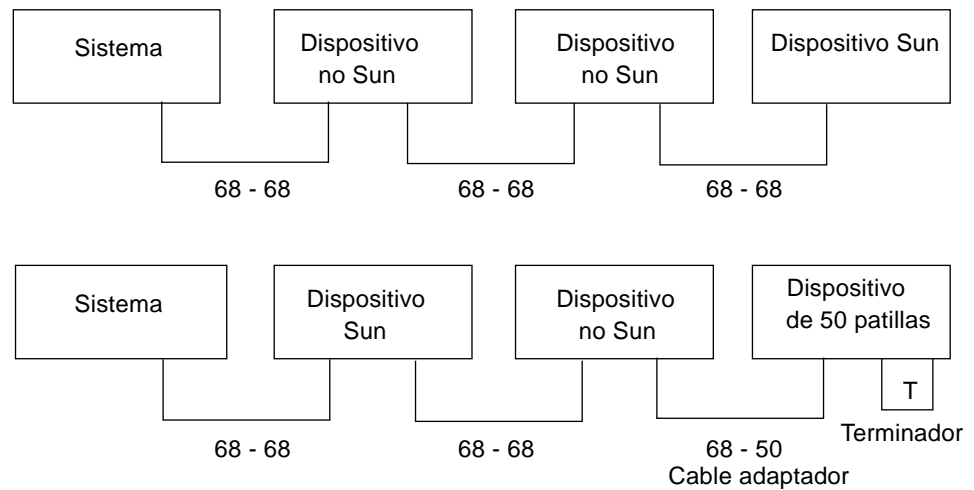 Sistema
Dispositivo
no Sun
Dispositivo
no Sun
Dispositivo Sun
68 - 68
68 - 68
68 - 68
Sistema
Dispositivo
Sun
Dispositivo
no Sun
Dispositivo
de 50 patillas
T
Terminador
68 - 68
68 - 68
68 - 50
Cable adaptador